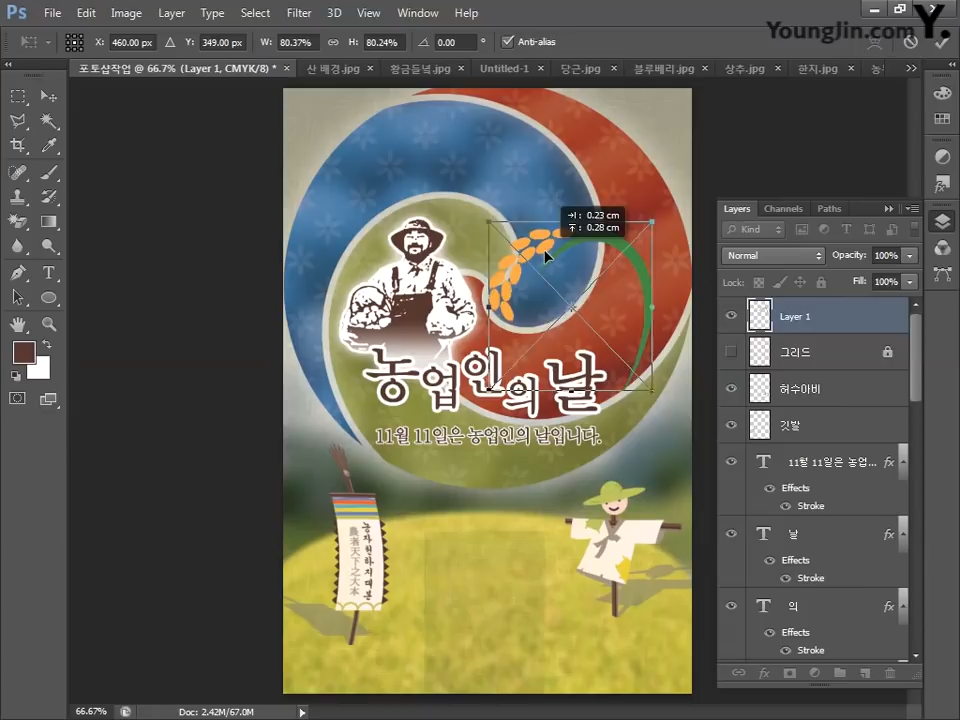 Ps File Edit Image Layer Type Select Filter 3D View Window Help
YoungJin.com Y.
X: 460.00 px Y: 349.00 px W: 80.37% H: 80.24% 0.00 ° Anti-alias
포토샵작업 @ 66.7% (Layer 1, CMYK/8) * × 산 배경.jpg × 황금들녘.jpg × Untitled-1 × 당근.jpg × 블루베리.jpg × 상추.jpg × 한지.jpg ×
→I : 0.23 cm
: 0.28 cm
Layers Channels Paths
Kind
Normal Opacity: 100%
Lock: Fill: 100%
Layer 1
그리드
허수아비
깃발
T 11월 11일은 농업... fx
Effects
Stroke
T 날 fx
Effects
Stroke
T 의 fx
Effects
Stroke
농업인의 날
11월 11일은 농업인의 날입니다.
농자천하지대본
農者天下之大本
66.67% Doc: 2.42M/67.0M